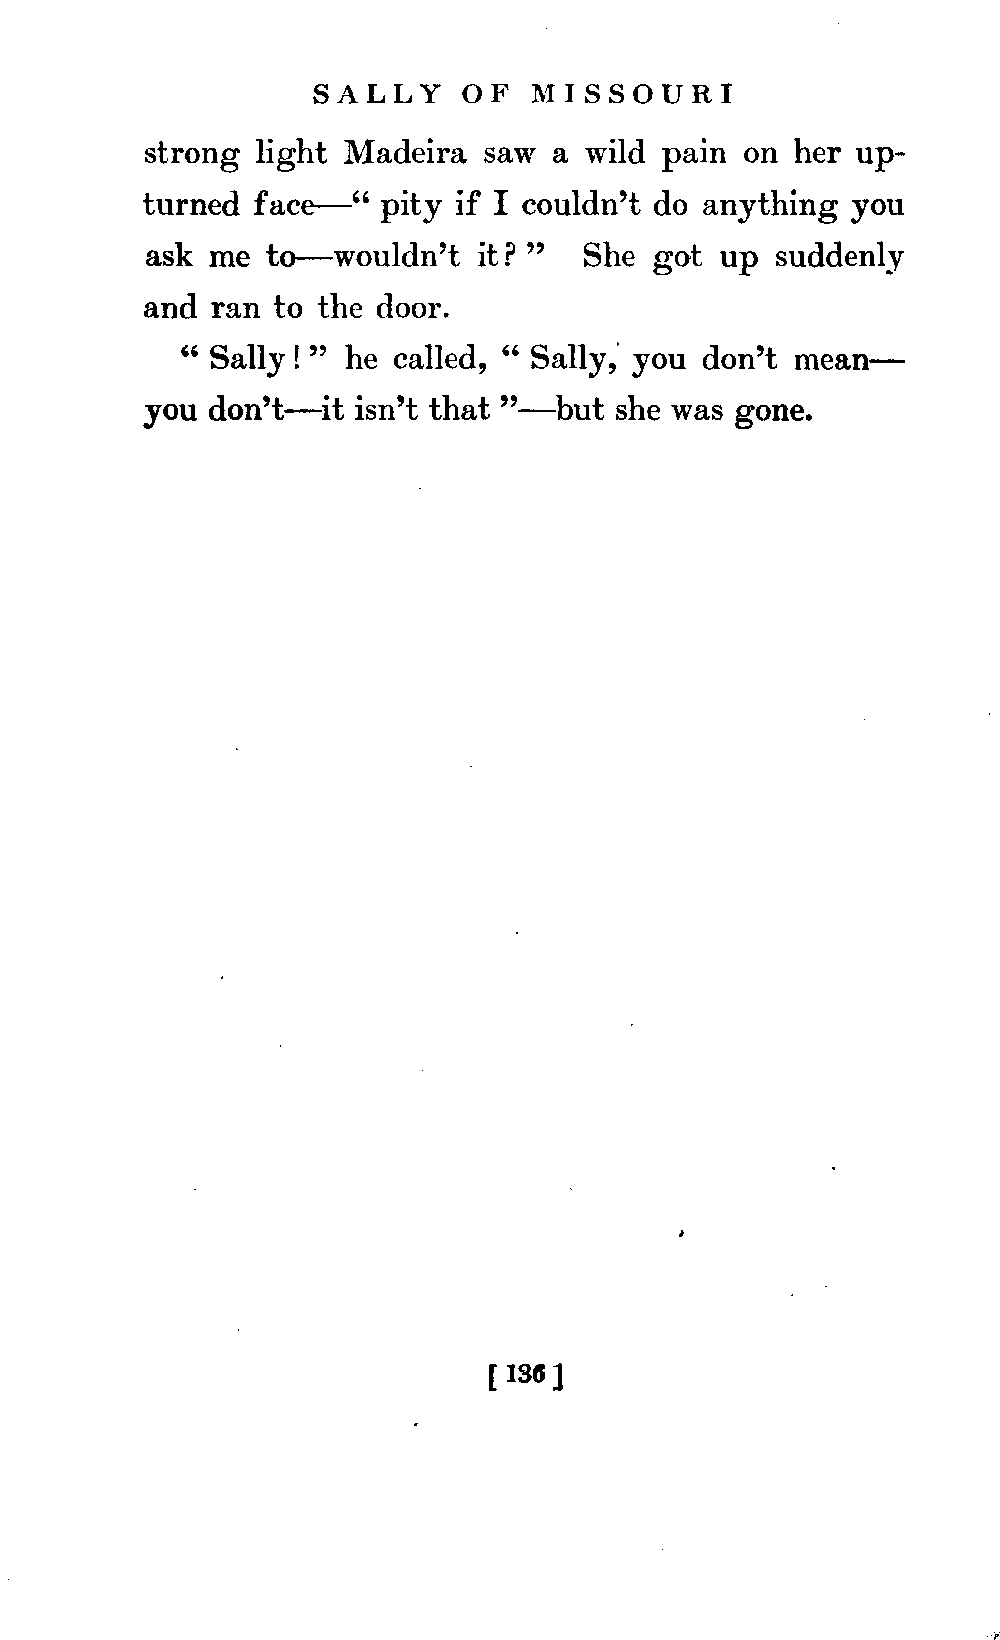 SALLY OF MISSOURI
strong light Madeira saw a wild pain on her up-
turned face—“ pity if I couldn’t do anything you
ask me to—wouldn’t it? ” She got up suddenly
and ran to the door.
“ Sally! ” he called, “ Sally, you don’t mean—
you don’t—it isn’t that ”—but she was gone.
[ 136 ]